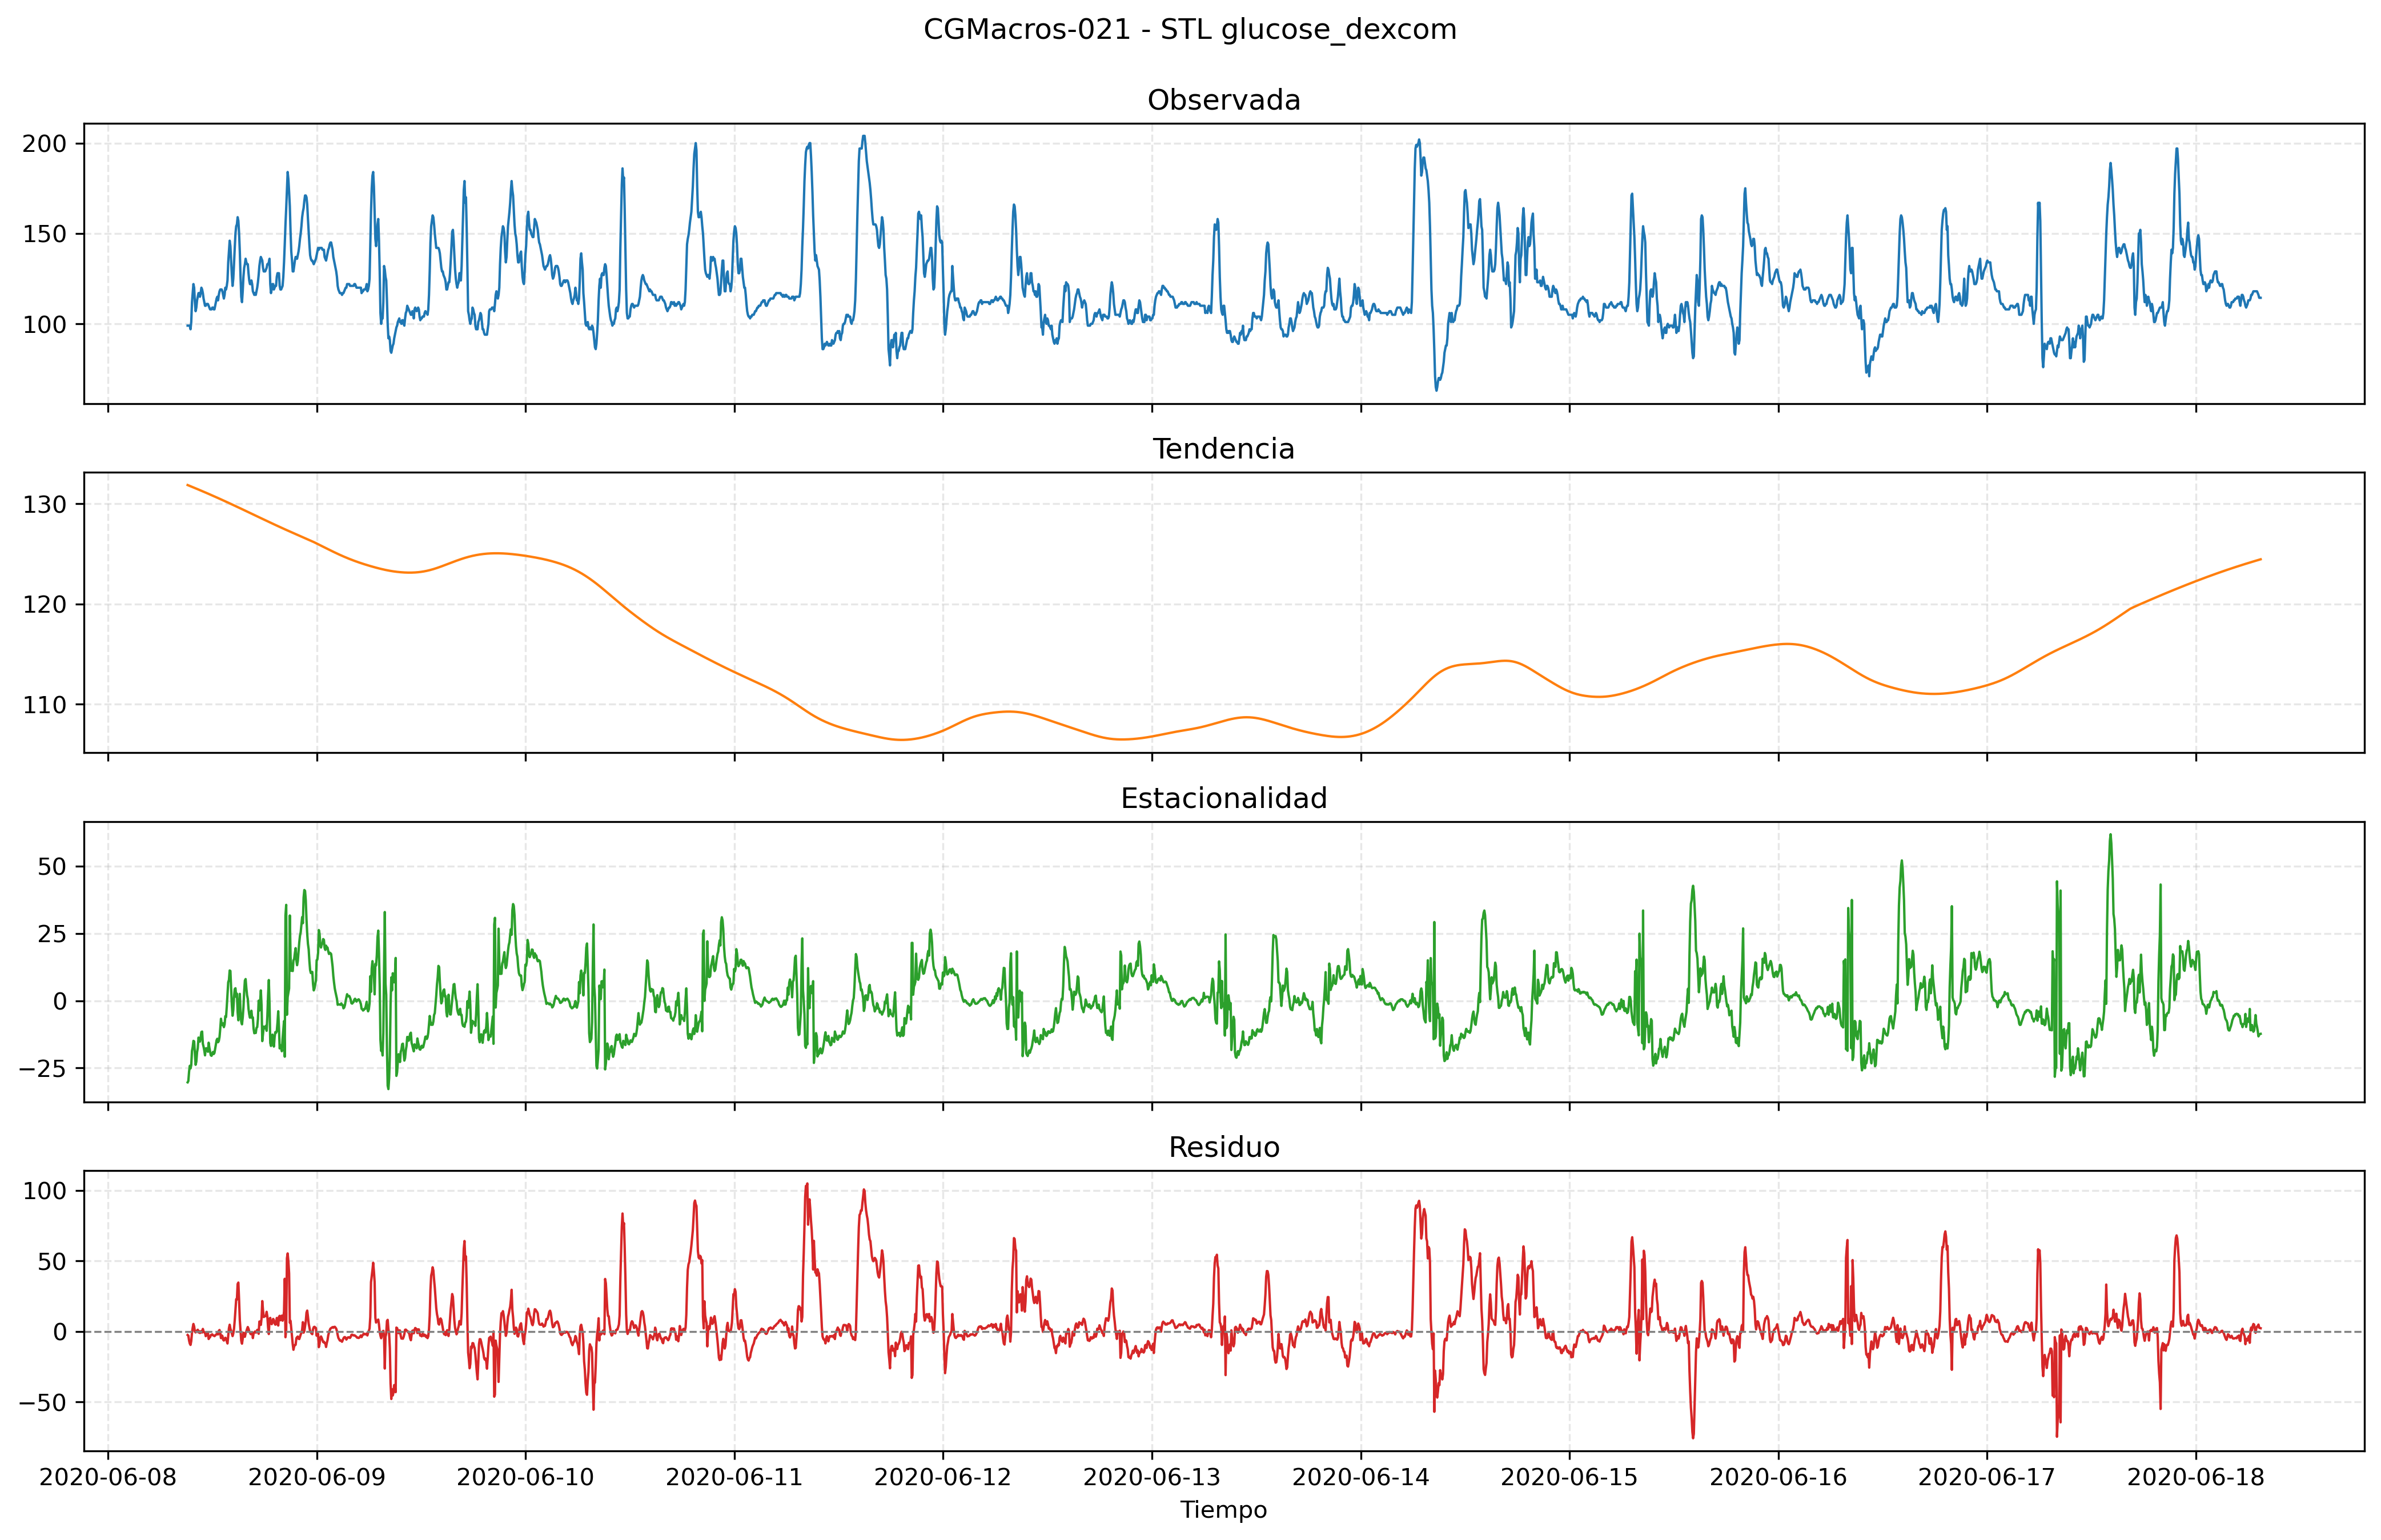 CGMacros-021 - STL glucose_dexcom
Observada
200
150
100
Tendencia
130
120
110
Estacionalidad
50
25
0
−25
Residuo
100
50
0
−50
2020-06-08 2020-06-09 2020-06-10 2020-06-11 2020-06-12 2020-06-13 2020-06-14 2020-06-15 2020-06-16 2020-06-17 2020-06-18
Tiempo